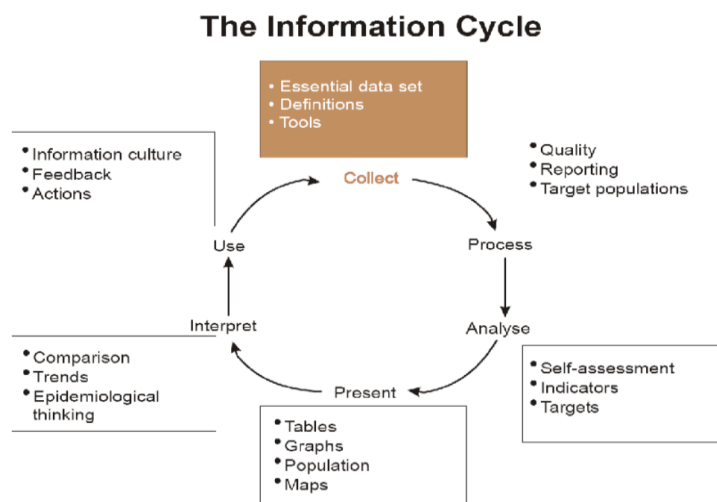 The Information Cycle
• Essential data set
• Definitions
• Tools
Collect
• Quality
• Reporting
• Target populations
Process
Analyse
• Self-assessment
• Indicators
• Targets
Present
• Tables
• Graphs
• Population
• Maps
Interpret
• Comparison
• Trends
• Epidemiological
thinking
Use
• Information culture
• Feedback
• Actions